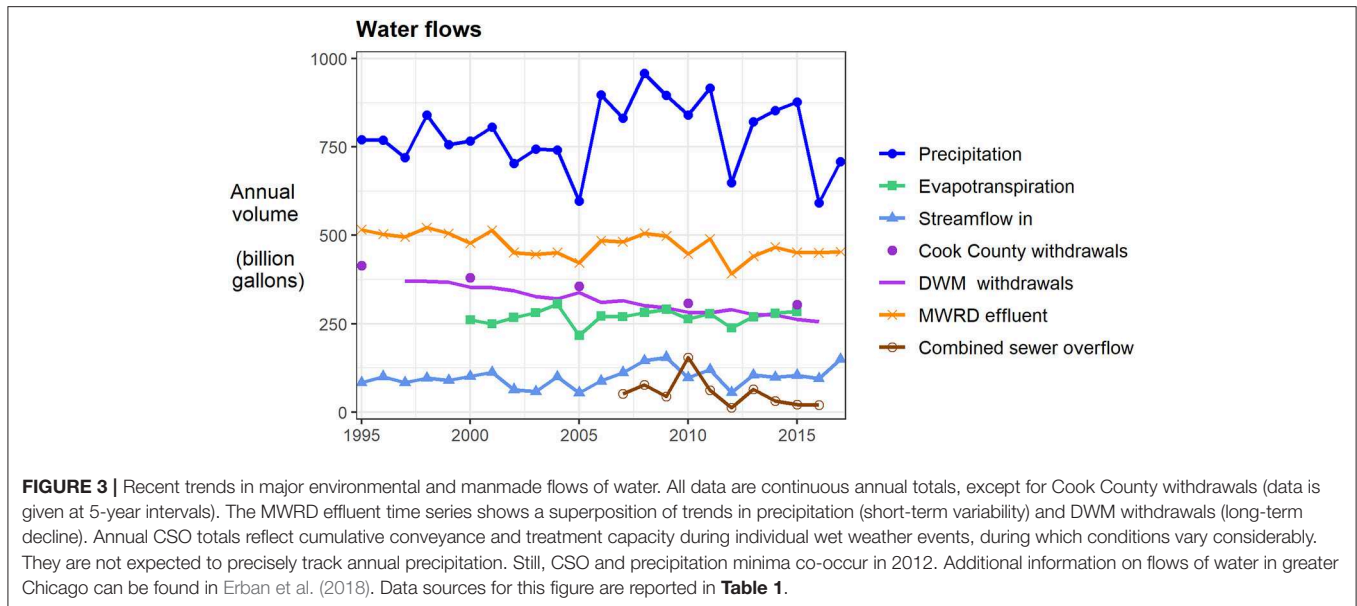 Water flows
1000
750
500
250
0
Annual
volume
(billion
gallons)
1995
2000
2005
2010
2015
Precipitation
Evapotranspiration
Streamflow in
Cook County withdrawals
DWM withdrawals
MWRD effluent
Combined sewer overflow
FIGURE 3 | Recent trends in major environmental and manmade flows of water. All data are continuous annual totals, except for Cook County withdrawals (data is
given at 5-year intervals). The MWRD effluent time series shows a superposition of trends in precipitation (short-term variability) and DWM withdrawals (long-term
decline). Annual CSO totals reflect cumulative conveyance and treatment capacity during individual wet weather events, during which conditions vary considerably.
They are not expected to precisely track annual precipitation. Still, CSO and precipitation minima co-occur in 2012. Additional information on flows of water in greater
Chicago can be found in Erban et al. (2018). Data sources for this figure are reported in Table 1.